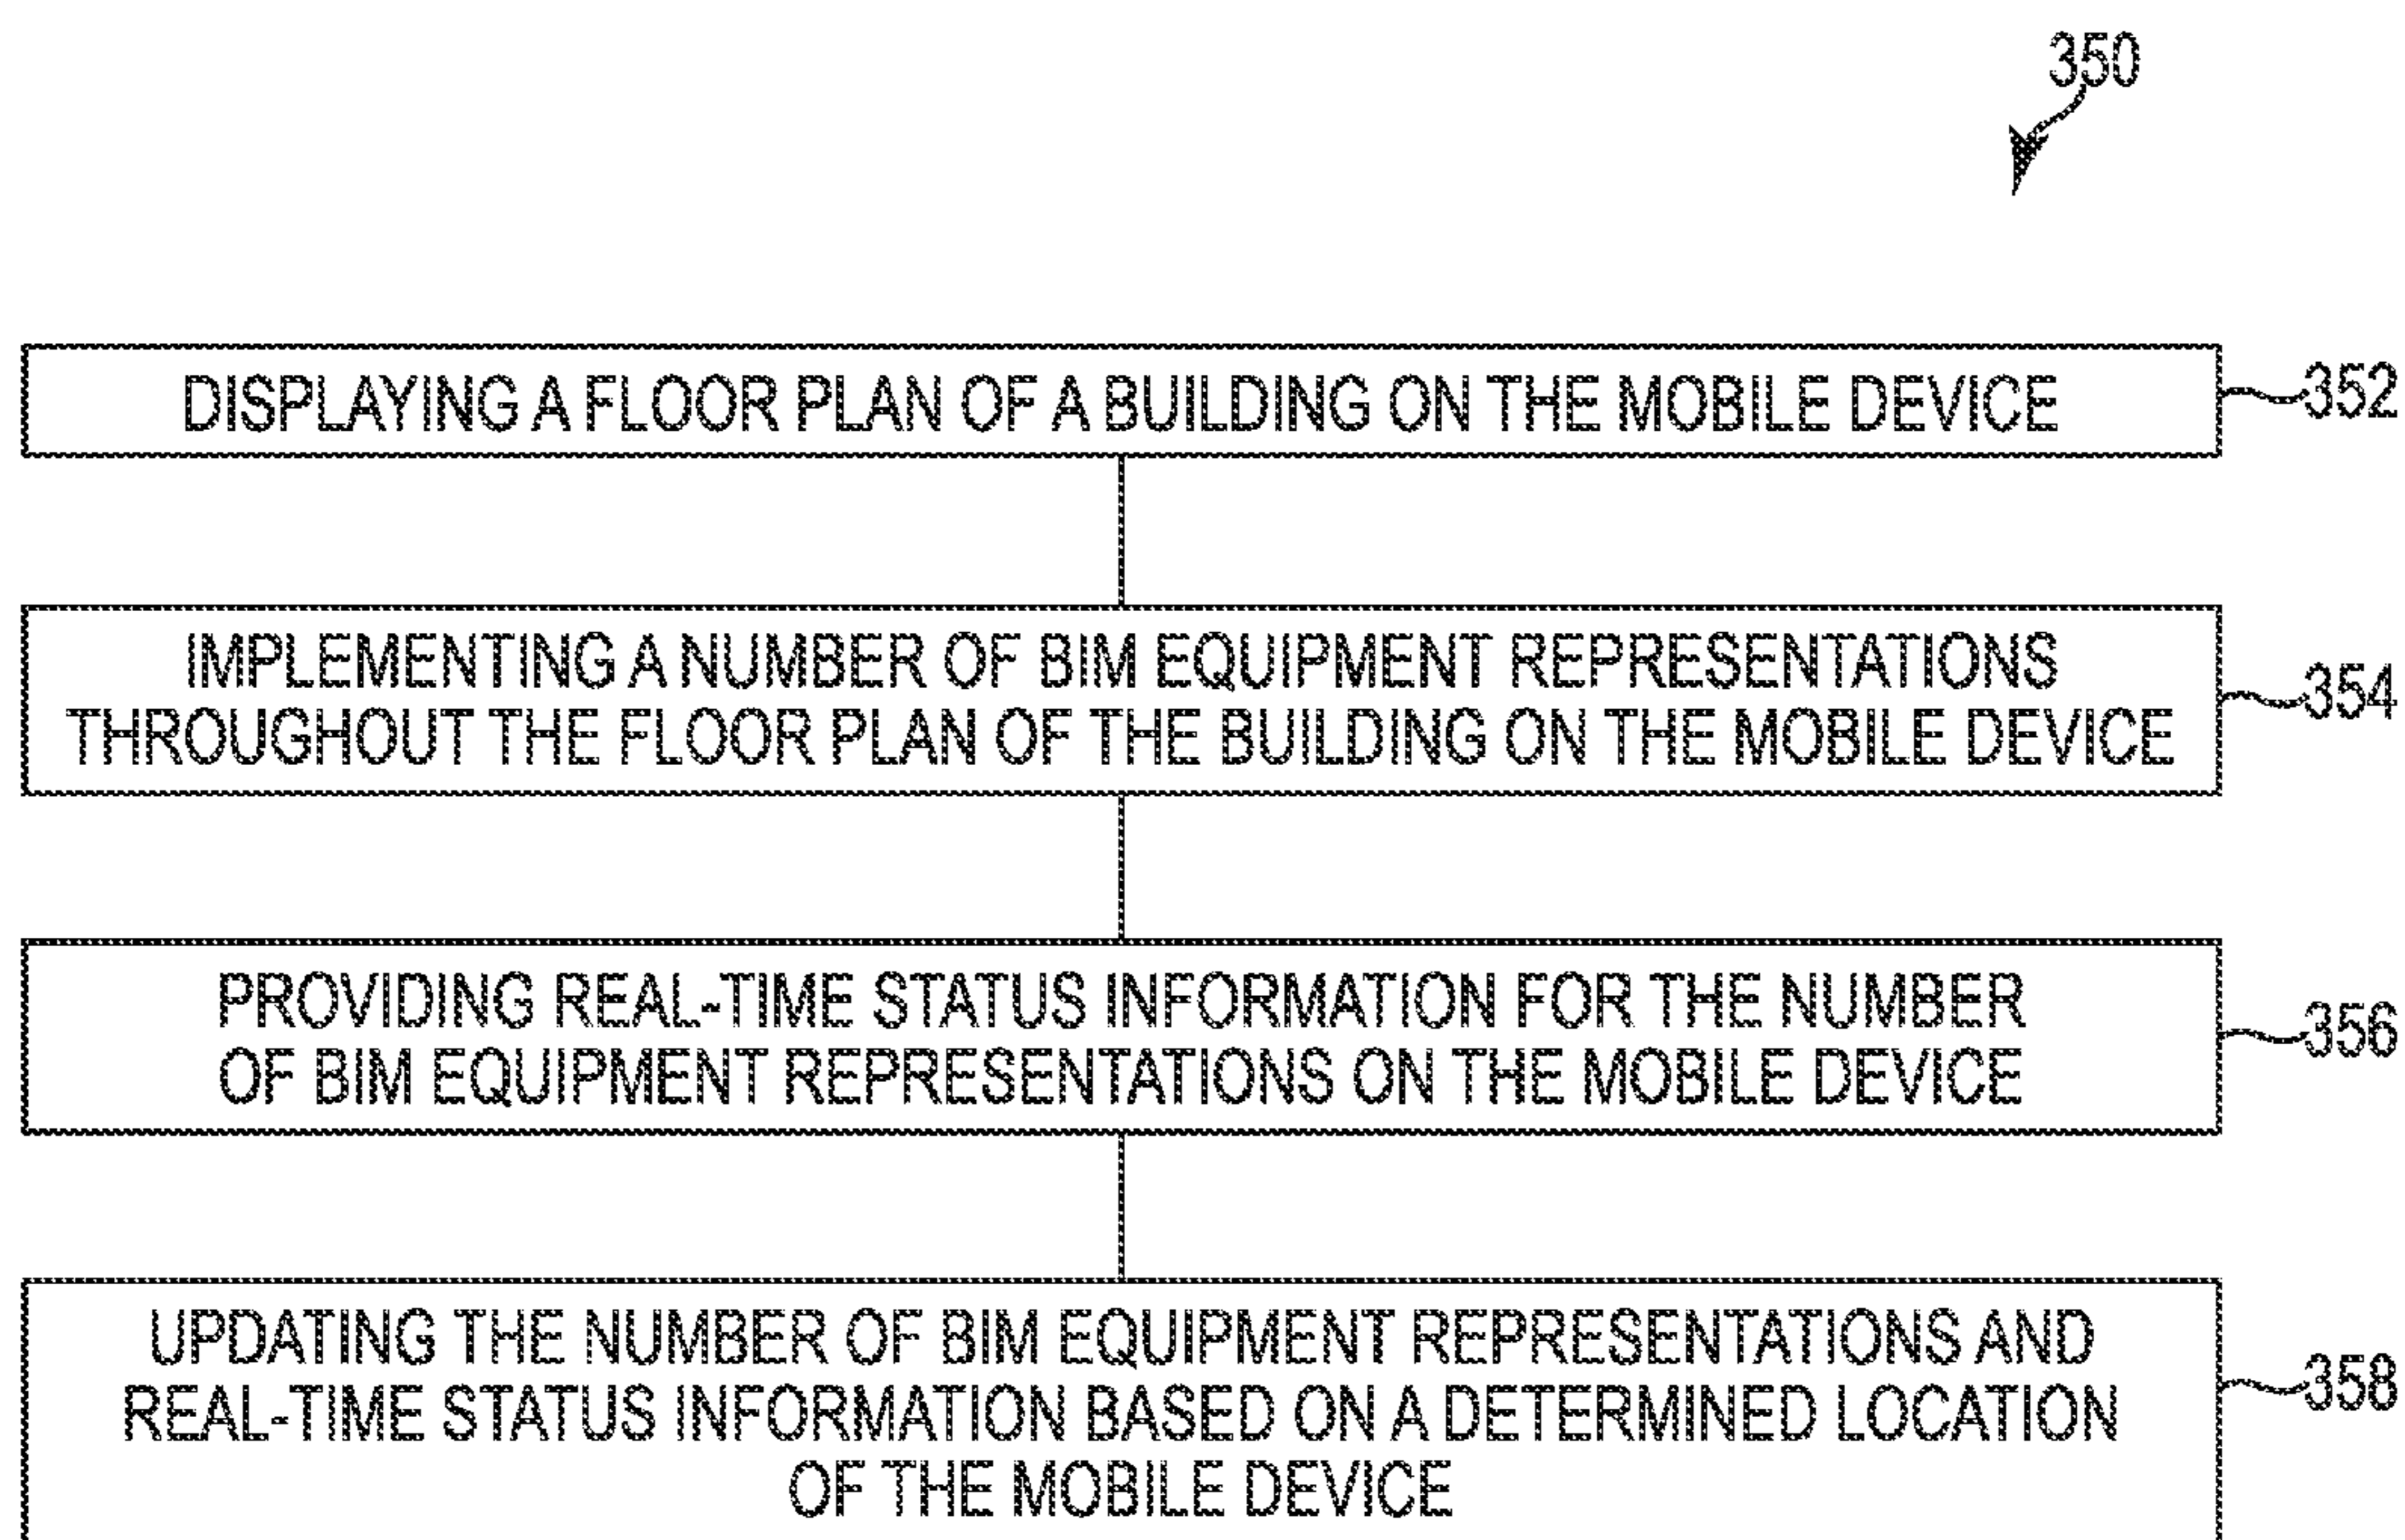 350
DISPLAYING A FLOOR PLAN OF A BUILDING ON THE MOBILE DEVICE
352
IMPLEMENTING A NUMBER OF BIM EQUIPMENT REPRESENTATIONS
THROUGHOUT THE FLOOR PLAN OF THE BUILDING ON THE MOBILE DEVICE
354
PROVIDING REAL-TIME STATUS INFORMATION FOR THE NUMBER
OF BIM EQUIPMENT REPRESENTATIONS ON THE MOBILE DEVICE
356
UPDATING THE NUMBER OF BIM EQUIPMENT REPRESENTATIONS AND
REAL-TIME STATUS INFORMATION BASED ON A DETERMINED LOCATION
OF THE MOBILE DEVICE
358